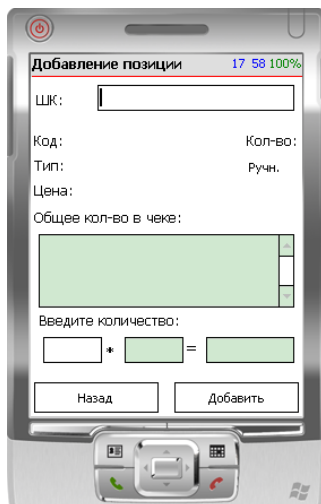 Добавление позиции 17 58 100%
ШК:
Код: Кол-во:
Тип: Ручн.
Цена:
Общее кол-во в чеке:
Введите количество:
* =
Назад Добавить